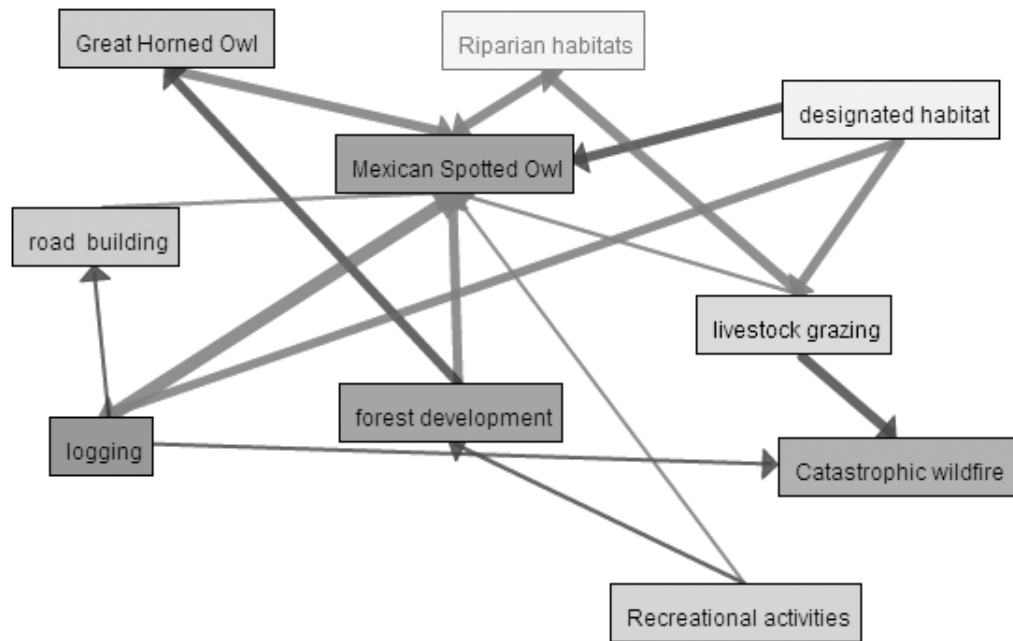 Great Horned Owl
Riparian habitats
designated habitat
Mexican Spotted Owl
road  building
livestock grazing
forest development
logging
Catastrophic wildfire
Recreational activities